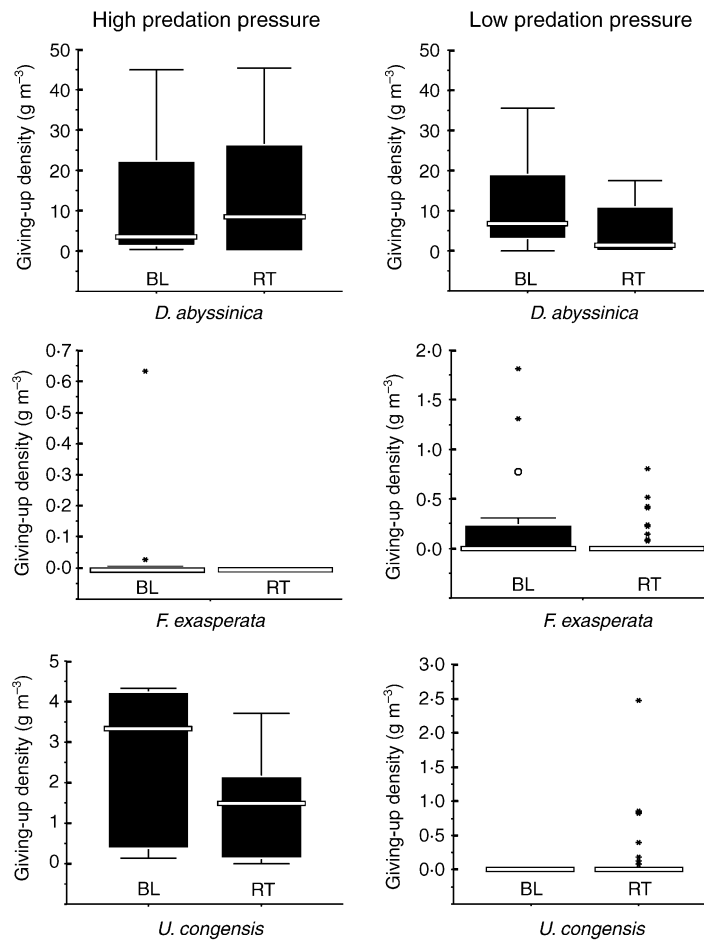 High predation pressure
Low predation pressure
Giving-up density (g m⁻³)
50
40
30
20
10
0
BL RT
D. abyssinica
Giving-up density (g m⁻³)
50
40
30
20
10
0
BL RT
D. abyssinica
Giving-up density (g m⁻³)
0·7
0·6
0·5
0·4
0·3
0·2
0·1
0·0
BL RT
F. exasperata
Giving-up density (g m⁻³)
2·0
1·5
1·0
0·5
0·0
BL RT
F. exasperata
Giving-up density (g m⁻³)
5
4
3
2
1
0
BL RT
U. congensis
Giving-up density (g m⁻³)
3·0
2·5
2·0
1·5
1·0
0·5
0·0
BL RT
U. congensis